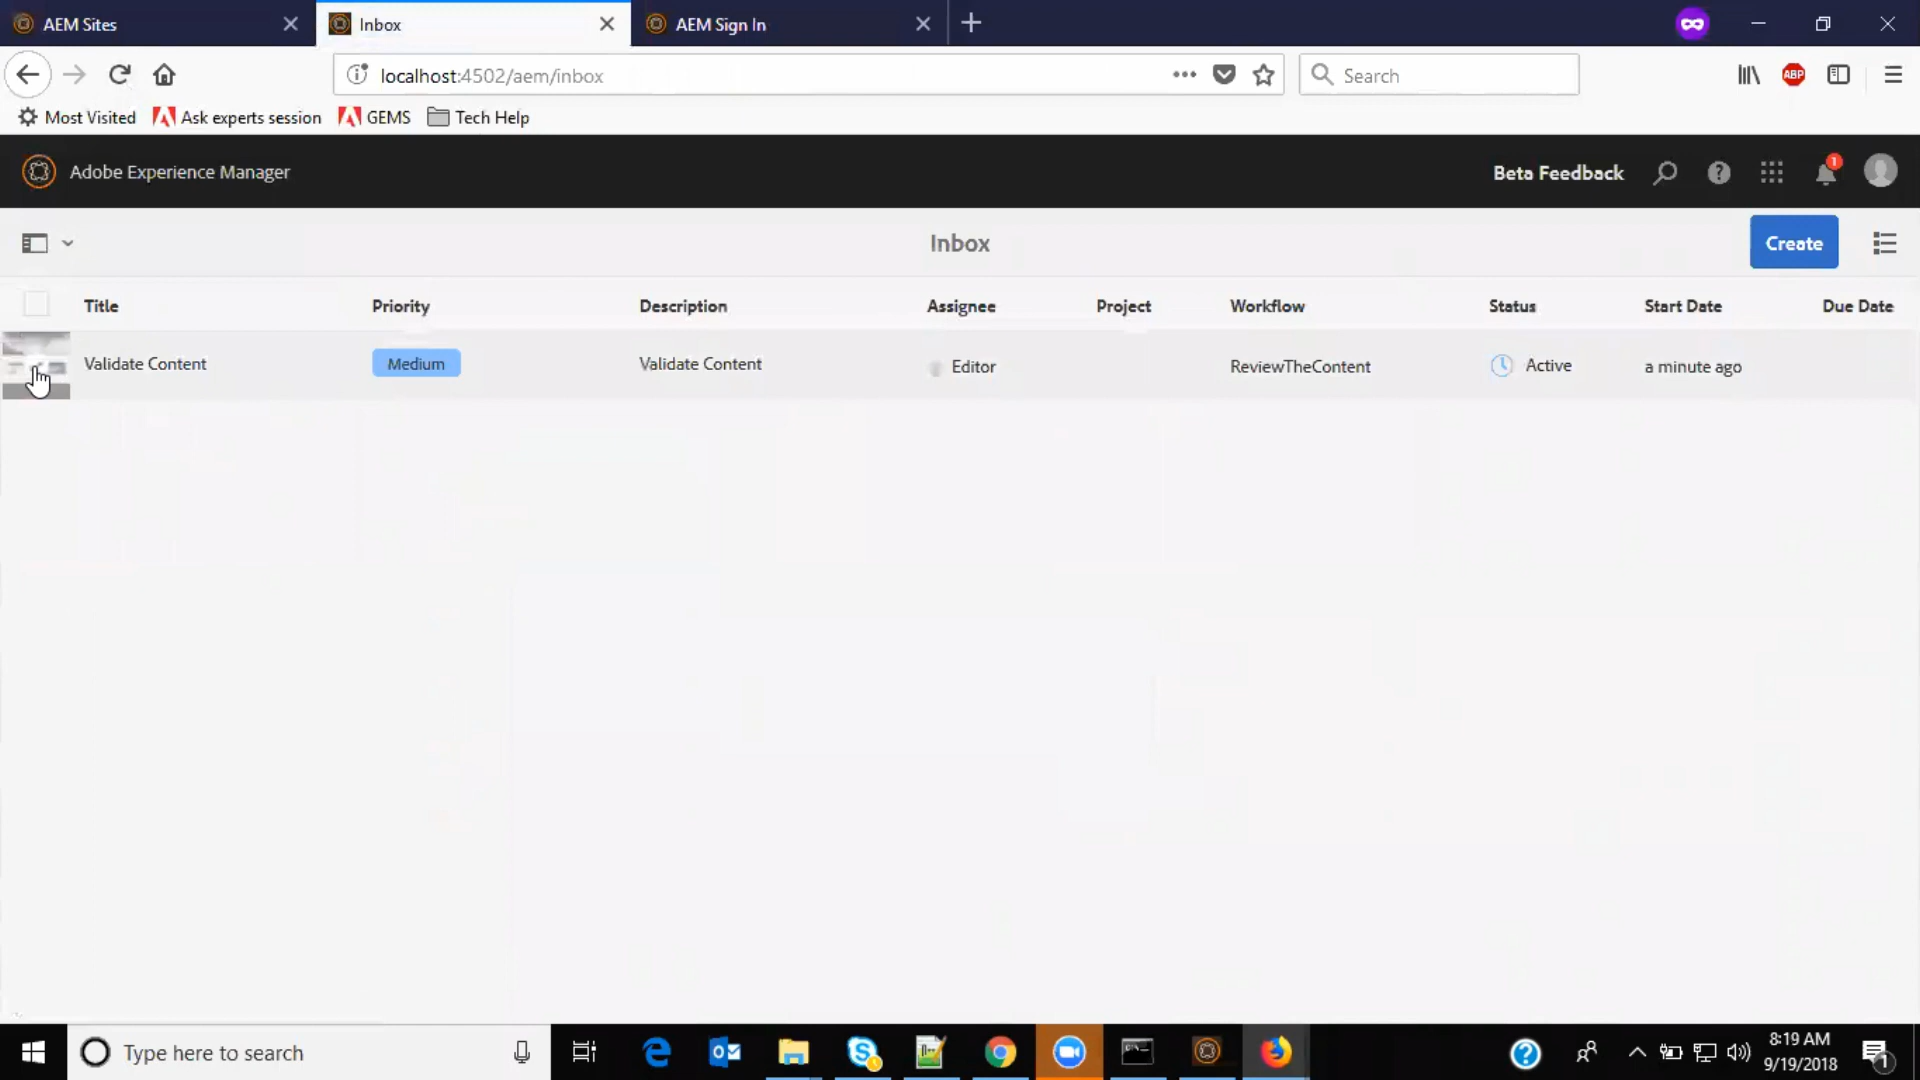 AEM Sites
Inbox
AEM Sign In
localhost:4502/aem/inbox
Search
ABP
Most Visited
Ask experts session
GEMS
Tech Help
Adobe Experience Manager
Beta Feedback
1
Inbox
Create
Title Priority Description Assignee Project Workflow Status Start Date Due Date
Validate Content Medium Validate Content Editor ReviewTheContent Active a minute ago
Type here to search
8:19 AM
9/19/2018
1